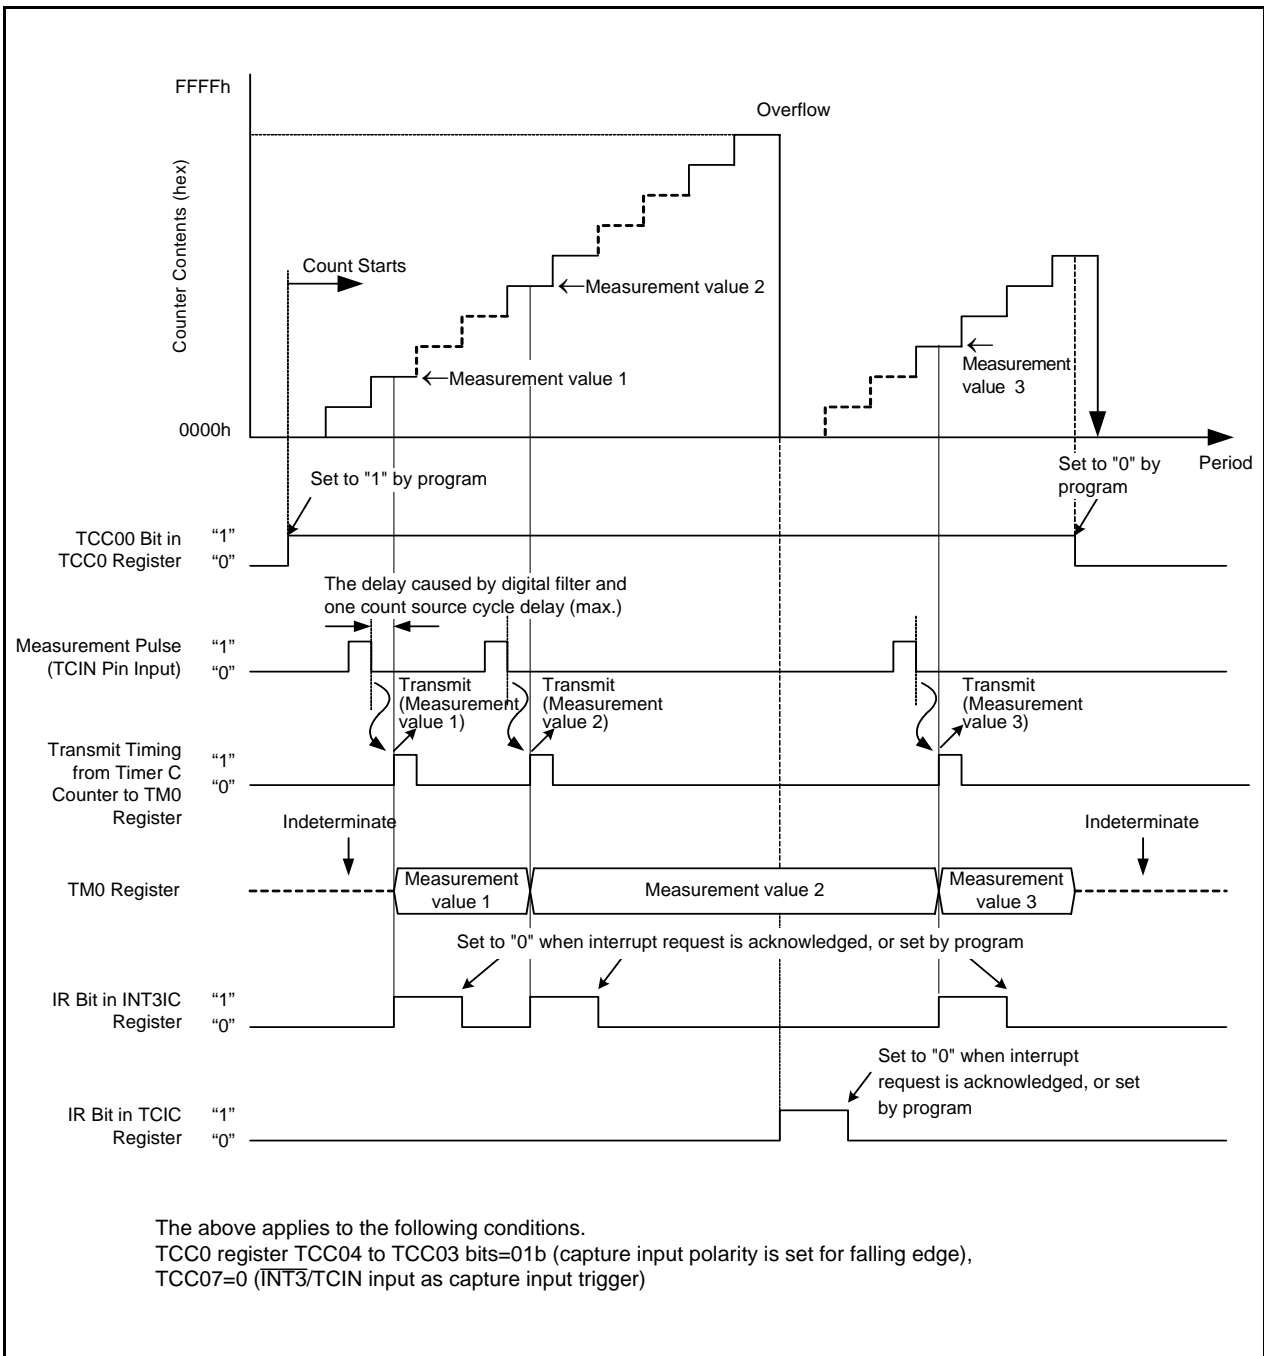 FFFFh
Overflow
Counter Contents (hex)
Count Starts
Measurement value 2
Measurement
value 3
Measurement value 1
0000h
Period
Set to "1" by program
Set to "0" by
program
TCC00 Bit in
TCC0 Register
“1”
“0”
The delay caused by digital filter and
one count source cycle delay (max.)
Measurement Pulse
(TCIN Pin Input)
“1”
“0”
Transmit
(Measurement
value 1)
Transmit
(Measurement
value 2)
Transmit
(Measurement
value 3)
Transmit Timing
from Timer C
Counter to TM0
Register
“1”
“0”
Indeterminate
Indeterminate
TM0 Register
Measurement
value 1
Measurement value 2
Measurement
value 3
Set to "0" when interrupt request is acknowledged, or set by program
IR Bit in INT3IC
Register
“1”
“0”
Set to "0" when interrupt
request is acknowledged, or set
by program
IR Bit in TCIC
Register
“1”
“0”
The above applies to the following conditions.
TCC0 register TCC04 to TCC03 bits=01b (capture input polarity is set for falling edge),
TCC07=0 (INT3/TCIN input as capture input trigger)